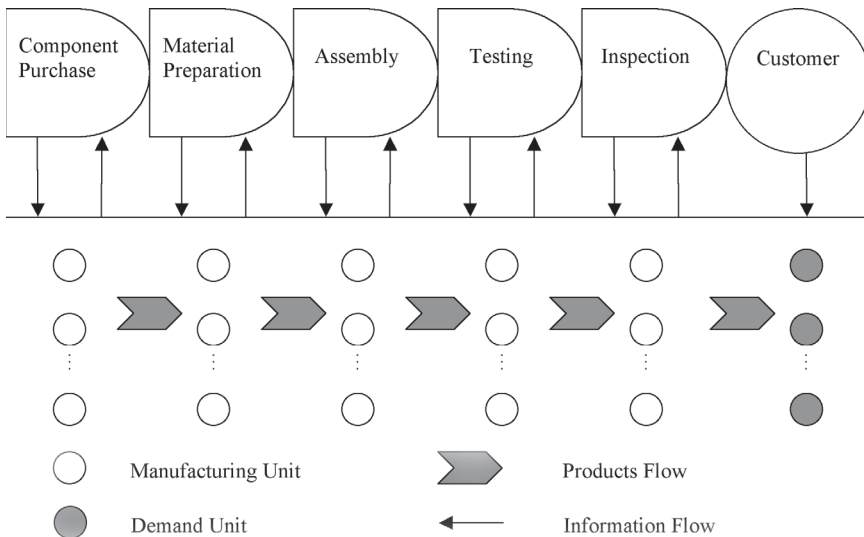 Component
Purchase
Material
Preparation
Assembly
Testing
Inspection
Customer
Manufacturing Unit
Products Flow
Demand Unit
Information Flow